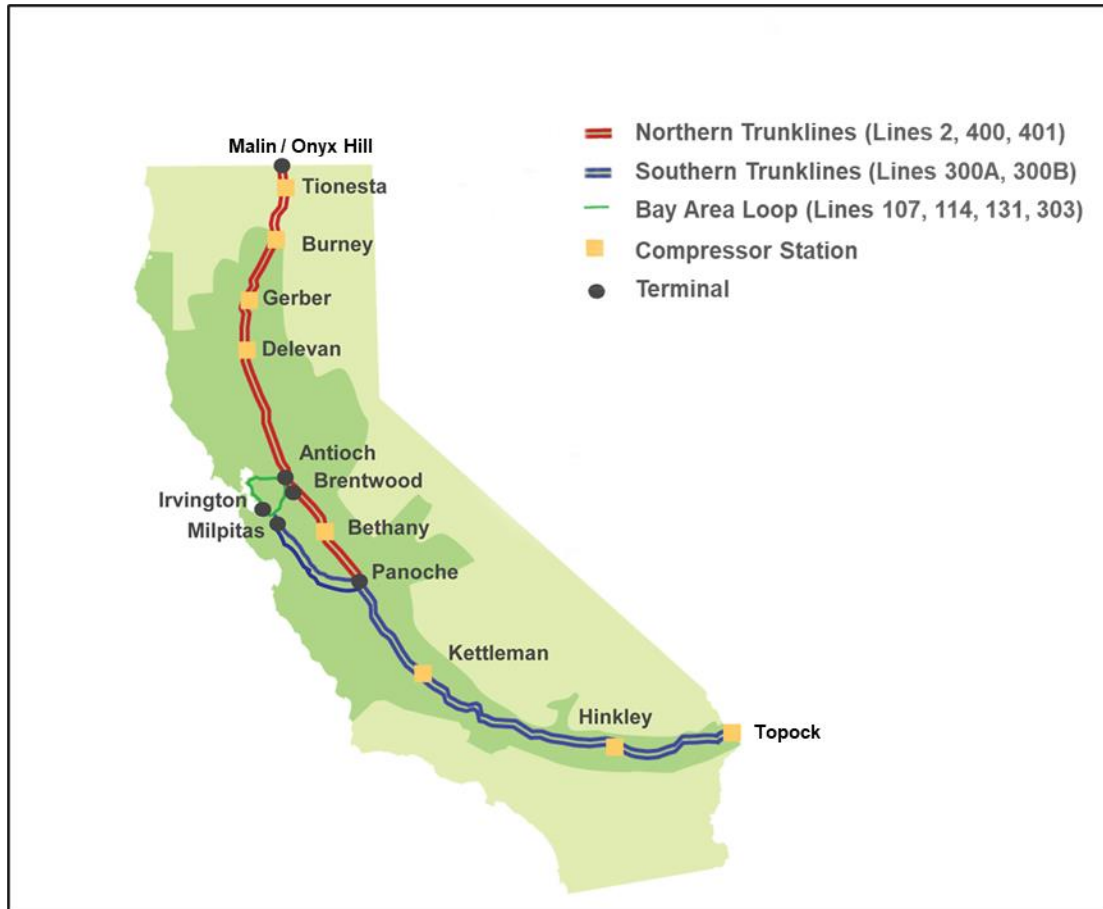 Malin / Onyx Hill
Tionesta
Burney
Gerber
Delevan
Antioch
Brentwood
Irvington
Milpitas
Bethany
Panoche
Kettleman
Hinkley
Topock
Northern Trunklines (Lines 2, 400, 401)
Southern Trunklines (Lines 300A, 300B)
Bay Area Loop (Lines 107, 114, 131, 303)
Compressor Station
Terminal